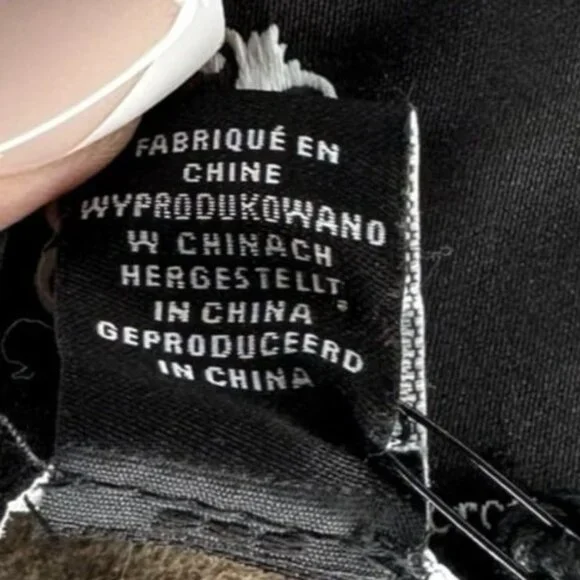 FABRIQUÉ EN
CHINE
WYPRODUKOWANO
W CHINACH
HERGESTELLT
IN CHINA
GEPRODUCEERD
IN CHINA